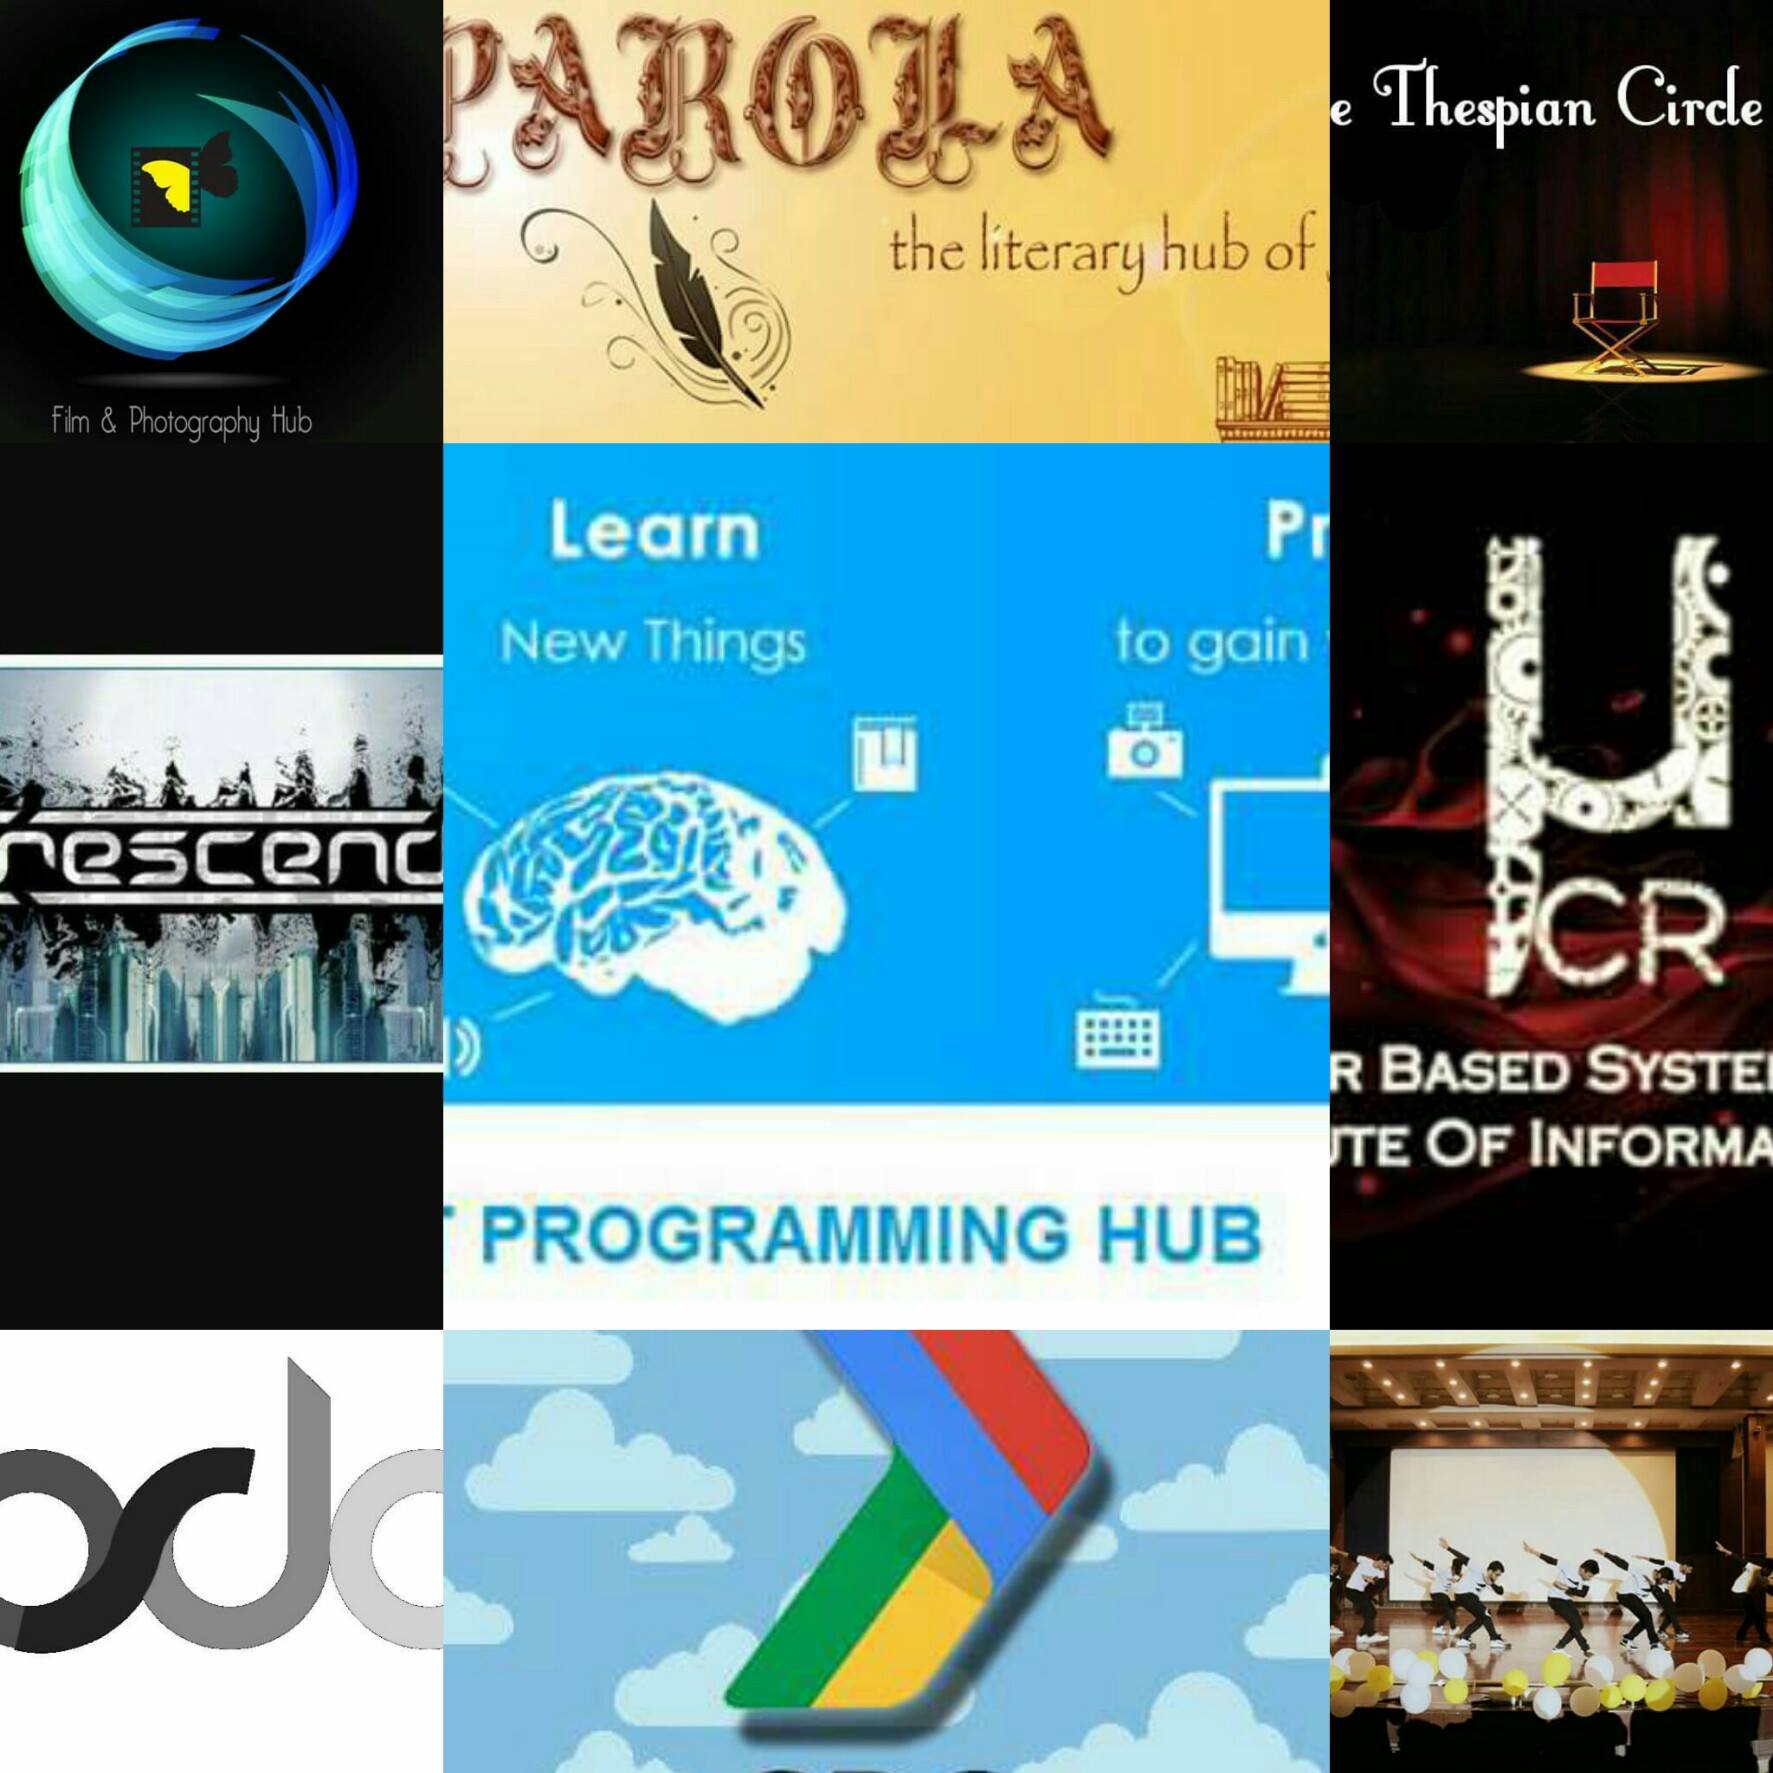 Film & Photography Hub
PAROLA
the literary hub of
e Thespian Circle
rescend
Learn
New Things
Pr
to gain
PROGRAMMING HUB
µCR
R BASED SYSTE
UTE OF INFORMA